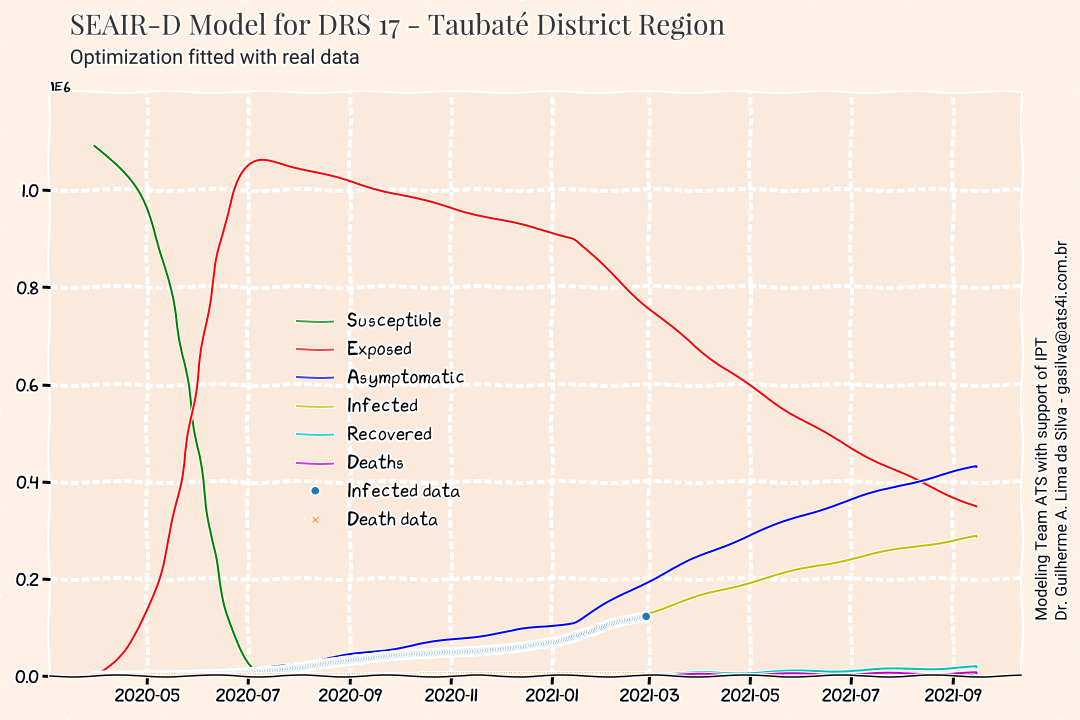 SEAIR-D Model for DRS 17 - Taubaté District Region
Optimization fitted with real data
1E6
1.0
0.8
0.6
0.4
0.2
0.0
Susceptible
Exposed
Asymptomatic
Infected
Recovered
Deaths
Infected data
Death data
2020-05
2020-07
2020-09
2020-11
2021-01
2021-03
2021-05
2021-07
2021-09
Modeling Team ATS with support of IPT
Dr. Guilherme A. Lima da Silva - gasilva@ats4i.com.br